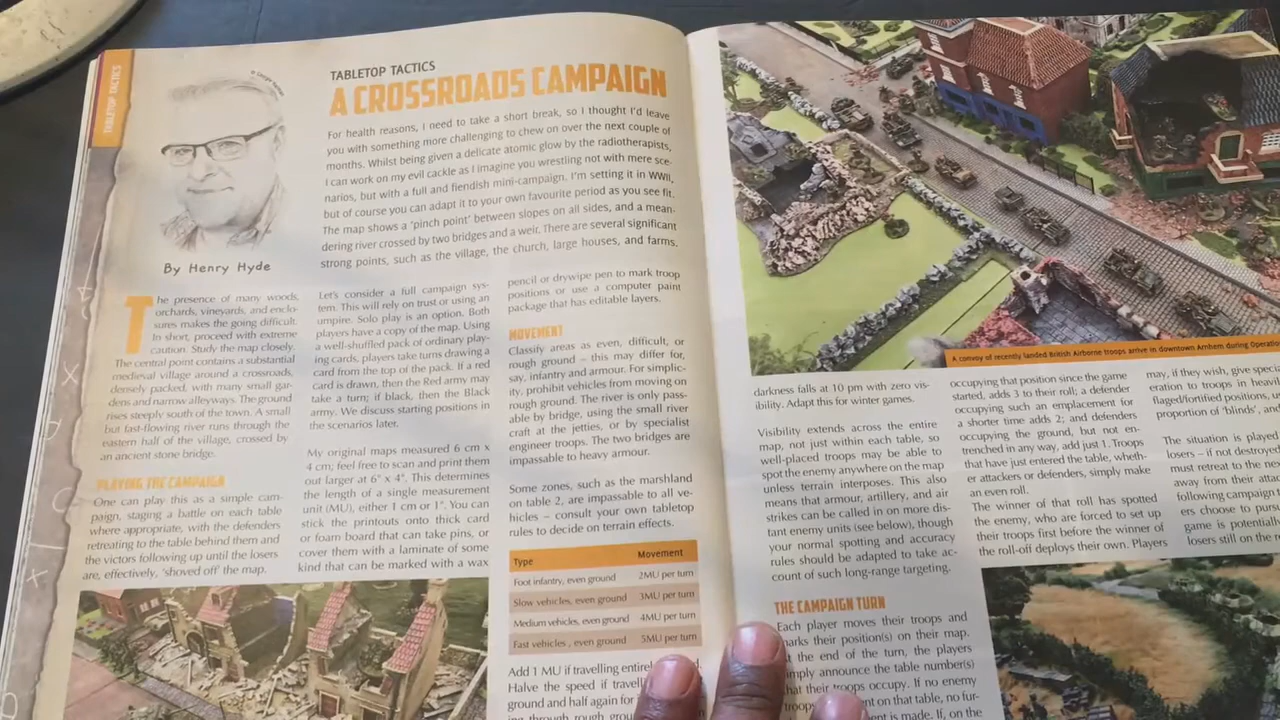 TABLETOP TACTICS
TABLETOP TACTICS
A CROSSROADS CAMPAIGN
For health reasons, I need to take a short break, so I thought I'd leave
you with something more challenging to chew on over the next couple of
months. Whilst being given a delicate atomic glow by the radiotherapists,
I can work on my evil cackle as I imagine you wrestling not with mere sce-
narios, but with a full and fiendish mini-campaign. I'm setting it in WWII,
but of course you can adapt it to your own favourite period as you see fit.
The map shows a 'pinch point' between slopes on all sides, and a mean-
dering river crossed by two bridges and a weir. There are several significant
strong points, such as the village, the church, large houses, and farms.
By Henry Hyde
The presence of many woods,
orchards, vineyards, and enclo-
sures makes the going difficult.
In short, proceed with extreme
caution. Study the map closely.
The central point contains a substantial
medieval village around a crossroads,
densely packed, with many small gar-
dens and narrow alleyways. The ground
rises steeply south of the town. A small
but fast-flowing river runs through the
eastern half of the village, crossed by
an ancient stone bridge.
PLAYING THE CAMPAIGN
One can play this as a simple cam-
paign, staging a battle on each table
where appropriate, with the defenders
retreating to the table behind them and
the victors following up until the losers
are, effectively, 'shoved off' the map.
Let's consider a full campaign sys-
tem. This will rely on trust or using an
umpire. Solo play is an option. Both
players have a copy of the map. Using
a well-shuffled pack of ordinary play-
ing cards, players take turns drawing a
card from the top of the pack. If a red
card is drawn, then the Red army may
take a turn; if black, then the Black
army. We discuss starting positions in
the scenarios later.
My original maps measured 6 cm x
4 cm; feel free to scan and print them
out larger at 6" x 4". This determines
the length of a single measurement
unit (MU), either 1 cm or 1". You can
stick the printouts onto thick card
or foam board that can take pins, or
cover them with a laminate of some
kind that can be marked with a wax
pencil or drywipe pen to mark troop
positions or use a computer paint
package that has editable layers.
MOVEMENT
Classify areas as even, difficult, or
rough ground – this may differ for,
say, infantry and armour. For simplic-
ity, prohibit vehicles from moving on
rough ground. The river is only pass-
able by bridge, using the small river
craft at the jetties, or by specialist
engineer troops. The two bridges are
impassable to heavy armour.
Some zones, such as the marshland
on table 2, are impassable to all ve-
hicles – consult your own tabletop
rules to decide on terrain effects.
Type Movement
Foot infantry, even ground 2MU per turn
Slow vehicles, even ground 3MU per turn
Medium vehicles, even ground 4MU per turn
Fast vehicles , even ground 5MU per turn
Add 1 MU if travelling
Halve the speed if
ground and half again for
through rough
A convoy of recently landed British Airborne troops arrive in downtown Arnhem during
darkness falls at 10 pm with zero vis-
ibility. Adapt this for winter games.
Visibility extends across the entire
map, not just within each table, so
well-placed troops may be able to
spot the enemy anywhere on the map
unless terrain interposes. This also
means that armour, artillery, and air
strikes can be called in on more dis-
tant enemy units (see below), though
your normal spotting and accuracy
rules should be adapted to take ac-
count of such long-range targeting.
THE CAMPAIGN TURN
Each player moves their troops and
marks their position(s) on their map.
the end of the turn, the players
simply announce the table number(s)
that their troops occupy. If no enemy
on that table, no fur-
is made. If, on the
occupying that position since the game
started, adds 3 to their roll; a defender
occupying such an emplacement for
a shorter time adds 2; and defenders
occupying the ground, but not en-
trenched in any way, add just 1. Troops
that have just entered the table, wheth-
er attackers or defenders, simply make
an even roll.
The winner of that roll has spotted
the enemy, who are forced to set up
their troops first before the winner of
the roll-off deploys their own. Players
may, if they wish, give
to troops in
positions,
proportion of 'blinds',
The situation is played
losers – if not destroyed
must retreat to the
away from their
following campaign
ers choose to
game is
losers still on the